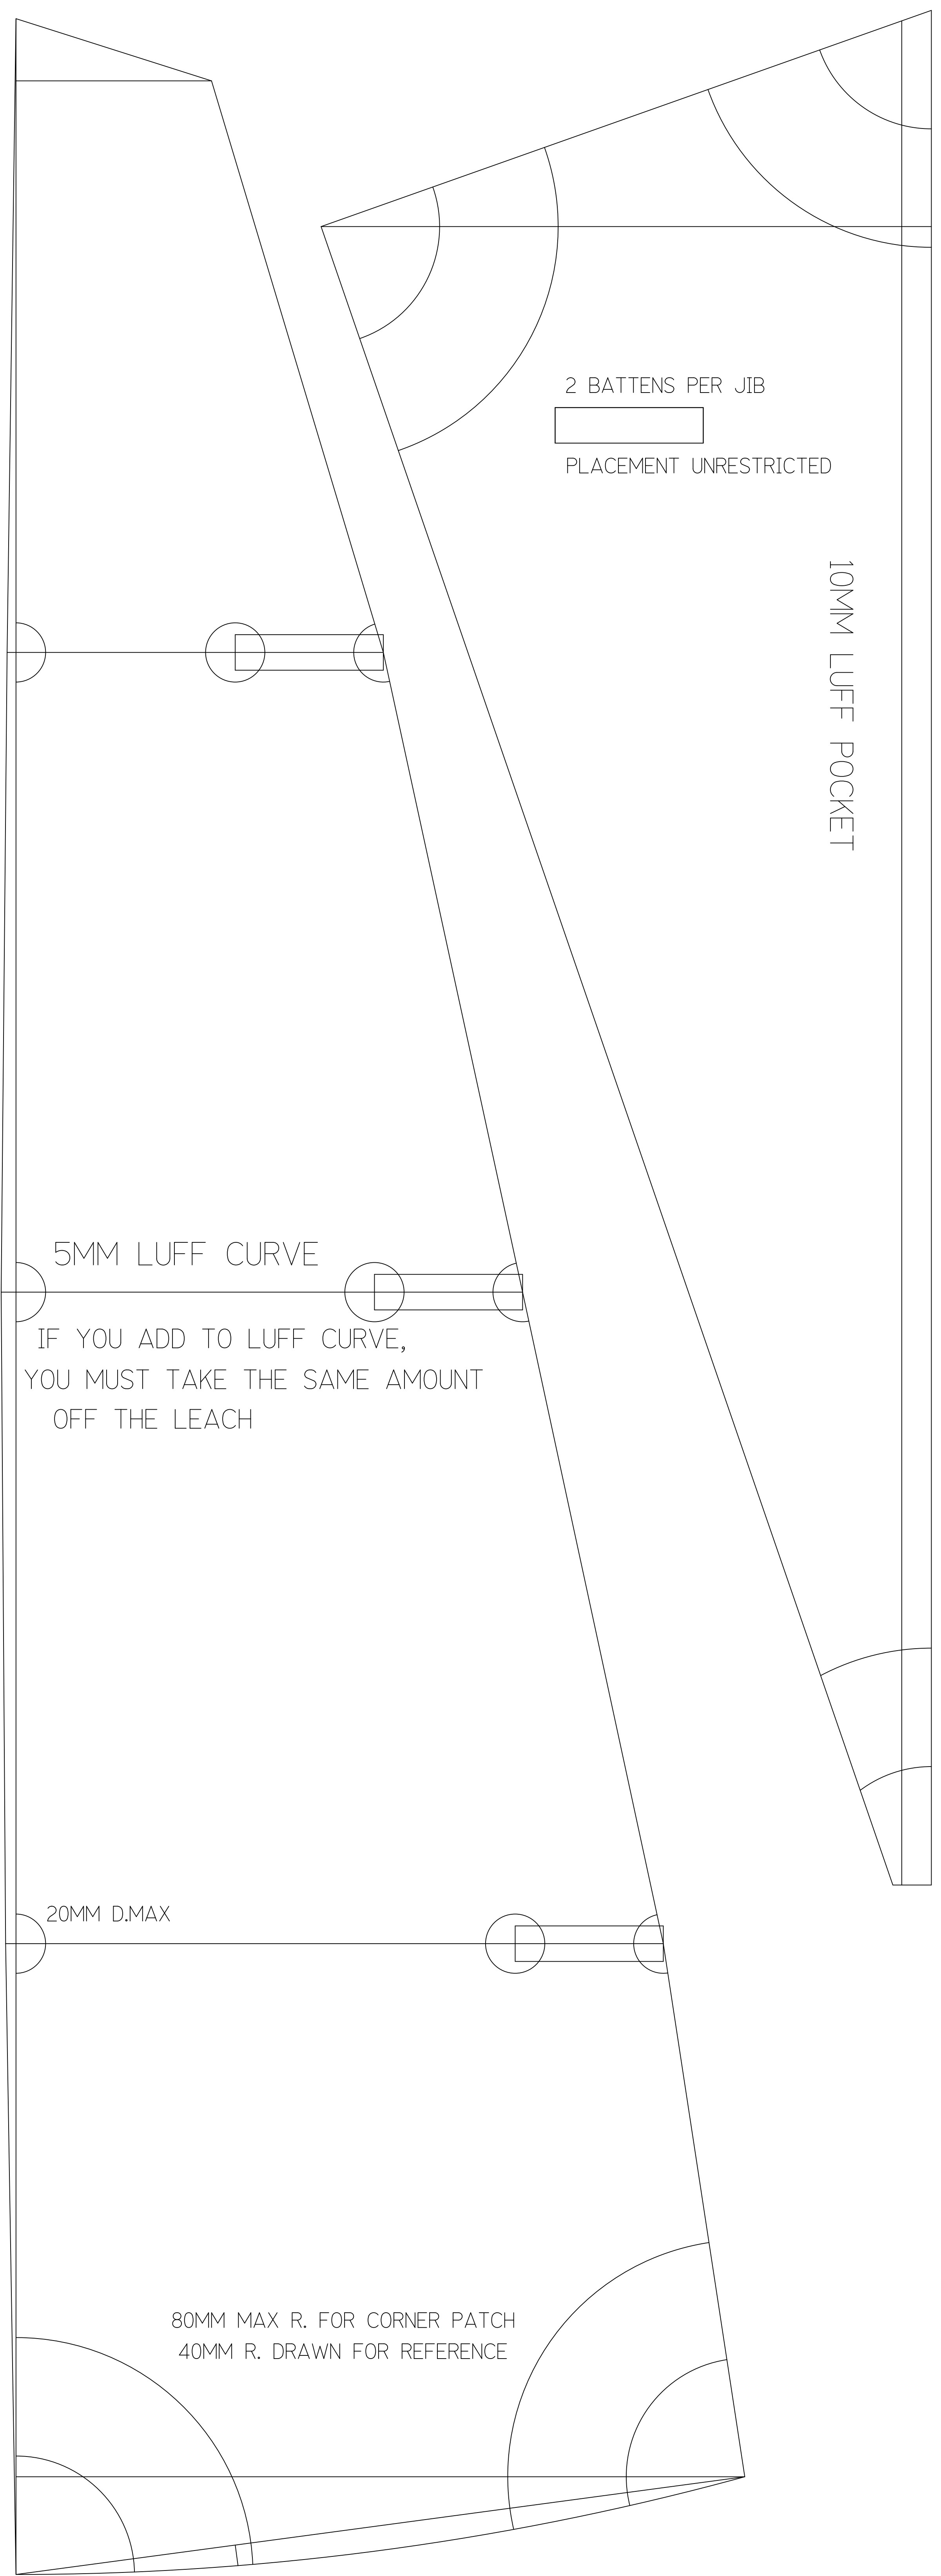 2 BATTENS PER JIB
PLACEMENT UNRESTRICTED
10MM LUFF POCKET
5MM LUFF CURVE
IF YOU ADD TO LUFF CURVE,
YOU MUST TAKE THE SAME AMOUNT
OFF THE LEACH
20MM D.MAX
80MM MAX R. FOR CORNER PATCH
40MM R. DRAWN FOR REFERENCE